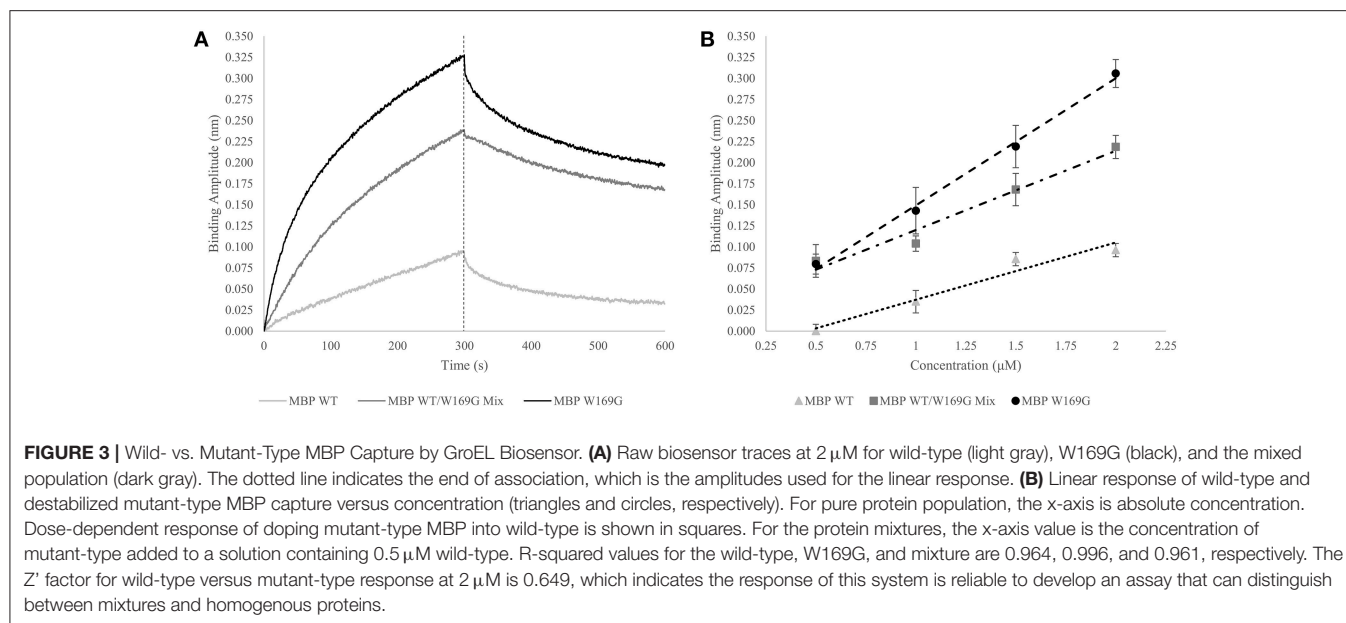 A
0.350
0.325
0.300
0.275
0.250
0.225
0.200
0.175
0.150
0.125
0.100
0.075
0.050
0.025
0.000
Binding Amplitude (nm)
0 100 200 300 400 500 600
Time (s)
MBP WT MBP WT/W169G Mix MBP W169G
B
0.350
0.325
0.300
0.275
0.250
0.225
0.200
0.175
0.150
0.125
0.100
0.075
0.050
0.025
0.000
Binding Amplitude (nm)
0.25 0.5 0.75 1 1.25 1.5 1.75 2 2.25
Concentration (μM)
MBP WT MBP WT/W169G Mix MBP W169G
FIGURE 3 | Wild- vs. Mutant-Type MBP Capture by GroEL Biosensor. (A) Raw biosensor traces at 2 μM for wild-type (light gray), W169G (black), and the mixed
population (dark gray). The dotted line indicates the end of association, which is the amplitudes used for the linear response. (B) Linear response of wild-type and
destabilized mutant-type MBP capture versus concentration (triangles and circles, respectively). For pure protein population, the x-axis is absolute concentration.
Dose-dependent response of doping mutant-type MBP into wild-type is shown in squares. For the protein mixtures, the x-axis value is the concentration of
mutant-type added to a solution containing 0.5 μM wild-type. R-squared values for the wild-type, W169G, and mixture are 0.964, 0.996, and 0.961, respectively. The
Z' factor for wild-type versus mutant-type response at 2 μM is 0.649, which indicates the response of this system is reliable to develop an assay that can distinguish
between mixtures and homogenous proteins.